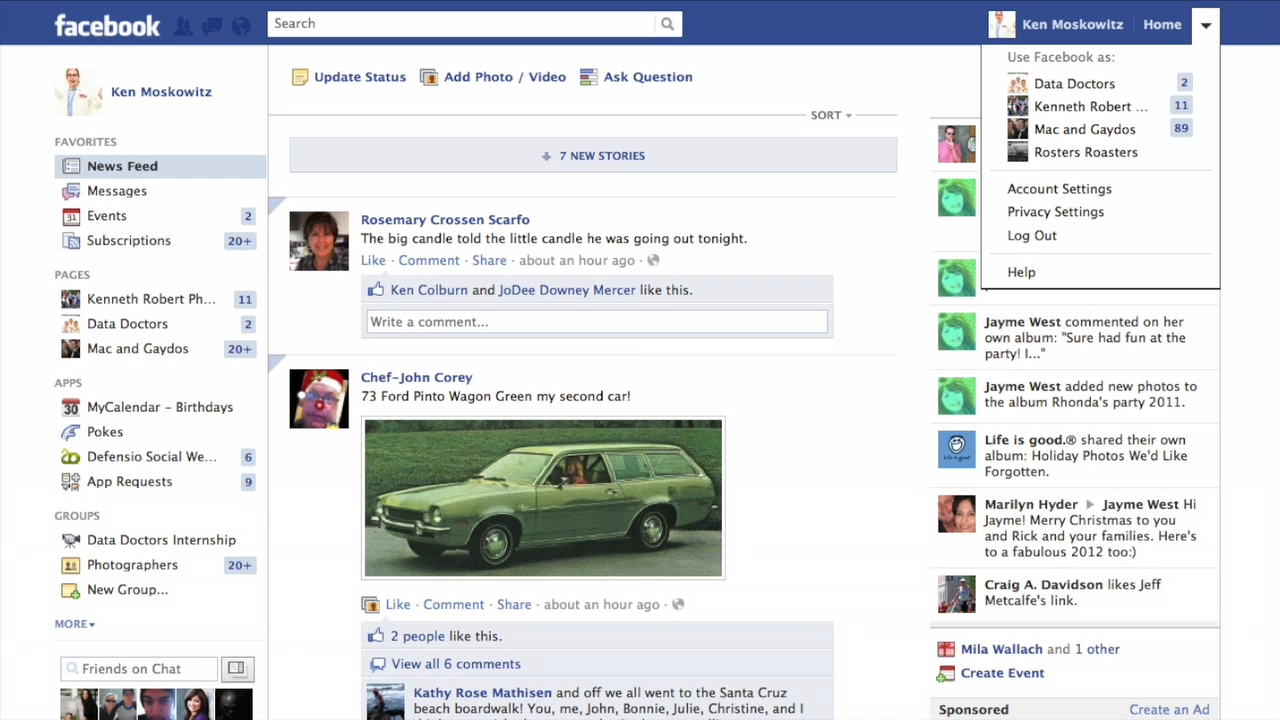 facebook
Search
Ken Moskowitz
Home
Use Facebook as:
Data Doctors 2
Kenneth Robert ... 11
Mac and Gaydos 89
Rosters Roasters
Account Settings
Privacy Settings
Log Out
Help
Ken Moskowitz
FAVORITES
News Feed
Messages
Events 2
Subscriptions 20+
PAGES
Kenneth Robert Ph... 11
Data Doctors 2
Mac and Gaydos 20+
APPS
30 MyCalendar - Birthdays
Pokes
Defensio Social We... 6
App Requests 9
GROUPS
Data Doctors Internship
Photographers 20+
New Group...
MORE
Friends on Chat
Update Status Add Photo / Video Ask Question
SORT
7 NEW STORIES
Rosemary Crossen Scarfo
The big candle told the little candle he was going out tonight.
Like · Comment · Share · about an hour ago ·
Ken Colburn and JoDee Downey Mercer like this.
Write a comment...
Chef-John Corey
73 Ford Pinto Wagon Green my second car!
Like · Comment · Share · about an hour ago ·
2 people like this.
View all 6 comments
Kathy Rose Mathisen and off we all went to the Santa Cruz
beach boardwalk! You, me, John, Bonnie, Julie, Christine, and I
Jayme West commented on her
own album: "Sure had fun at the
party! I..."
Jayme West added new photos to
the album Rhonda's party 2011.
Life is good.® shared their own
album: Holiday Photos We'd Like
Forgotten.
Marilyn Hyder ▶ Jayme West Hi
Jayme! Merry Christmas to you
and Rick and your families. Here's
to a fabulous 2012 too:)
Craig A. Davidson likes Jeff
Metcalfe's link.
Mila Wallach and 1 other
Create Event
Sponsored Create an Ad